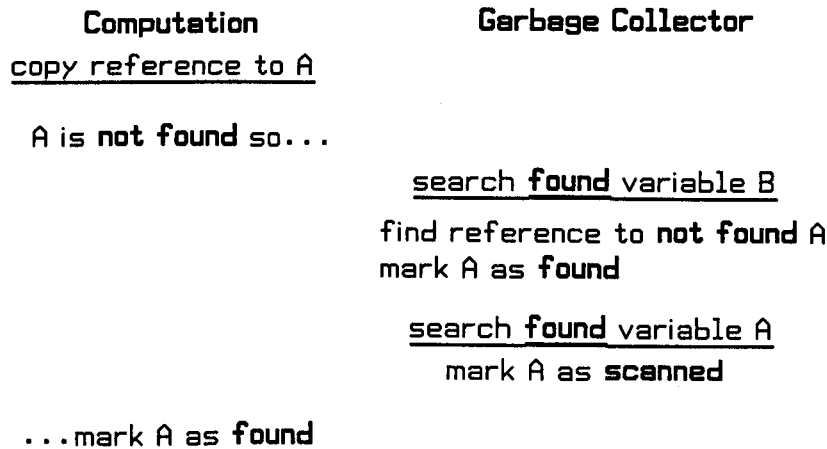 Computation
Garbage Collector
copy reference to A
A is not found so...
search found variable B
find reference to not found A
mark A as found
search found variable A
mark A as scanned
...mark A as found